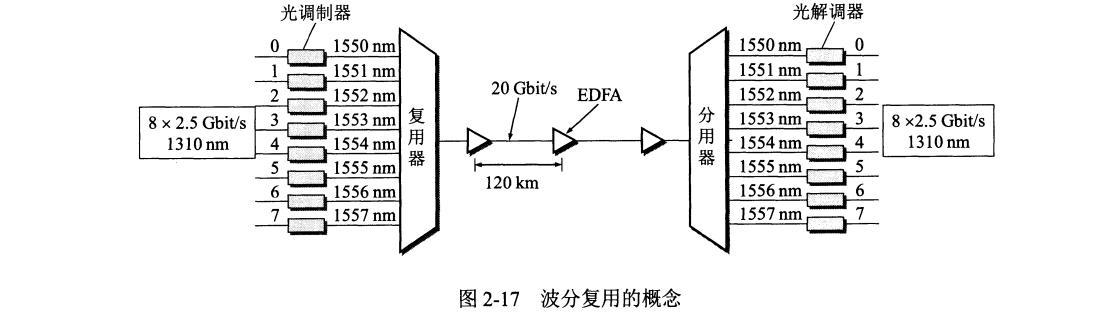 光调制器
光解调器
0 1550 nm
1 1551 nm
2 1552 nm
3 1553 nm
4 1554 nm
5 1555 nm
6 1556 nm
7 1557 nm
8 × 2.5 Gbit/s
1310 nm
复用器
20 Gbit/s
EDFA
120 km
分用器
1550 nm 0
1551 nm 1
1552 nm 2
1553 nm 3
1554 nm 4
1555 nm 5
1556 nm 6
1557 nm 7
8 ×2.5 Gbit/s
1310 nm
图 2-17 波分复用的概念